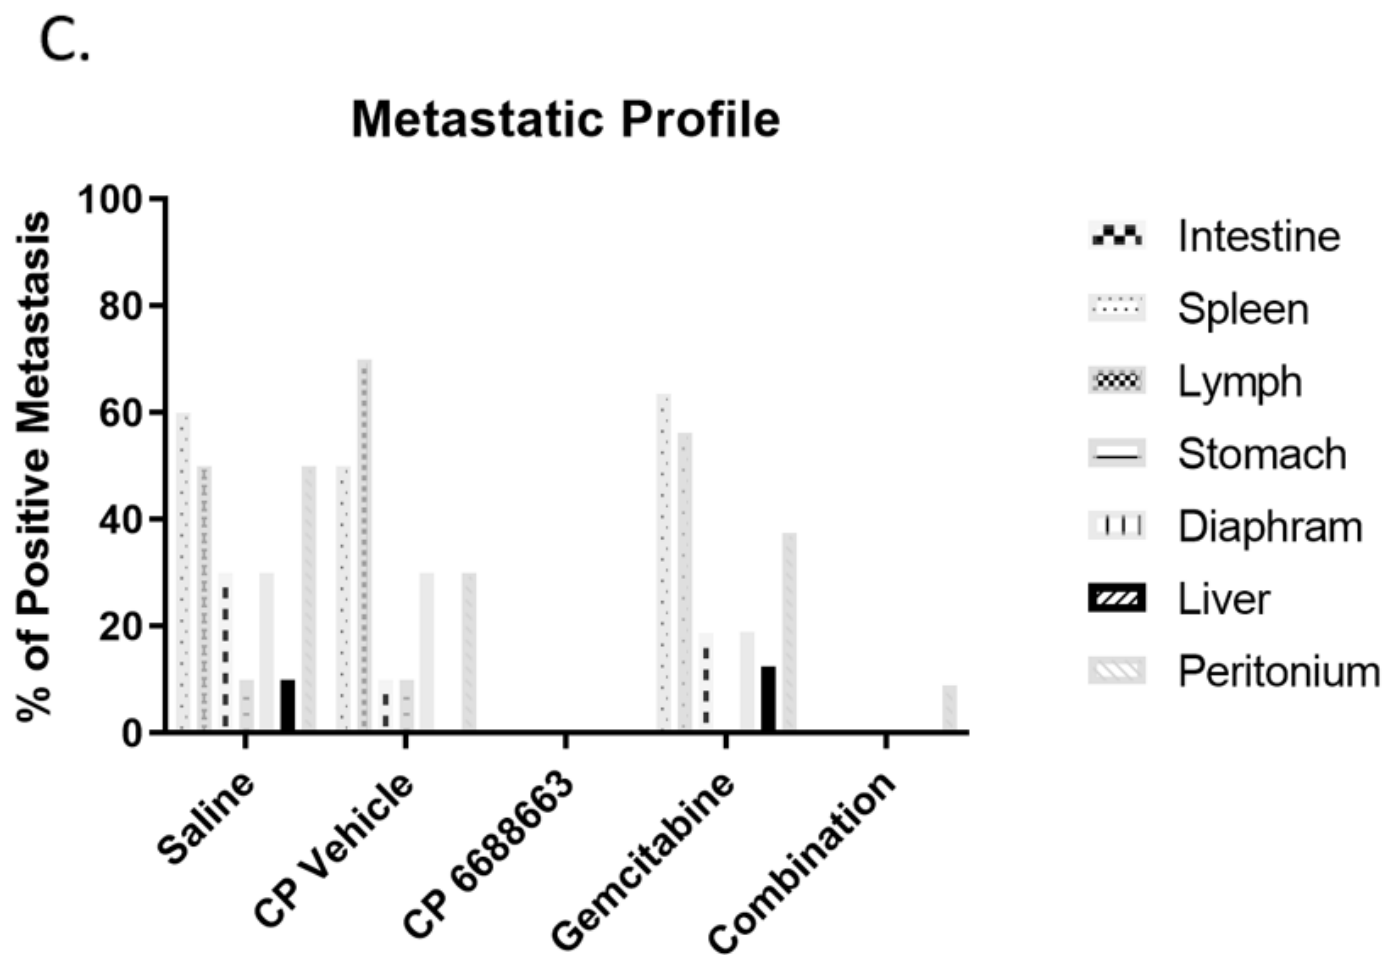 C.
Metastatic Profile
% of Positive Metastasis
100
80
60
40
20
0
Saline
CP Vehicle
CP 6688663
Gemcitabine
Combination
Intestine
Spleen
Lymph
Stomach
Diaphram
Liver
Peritonium